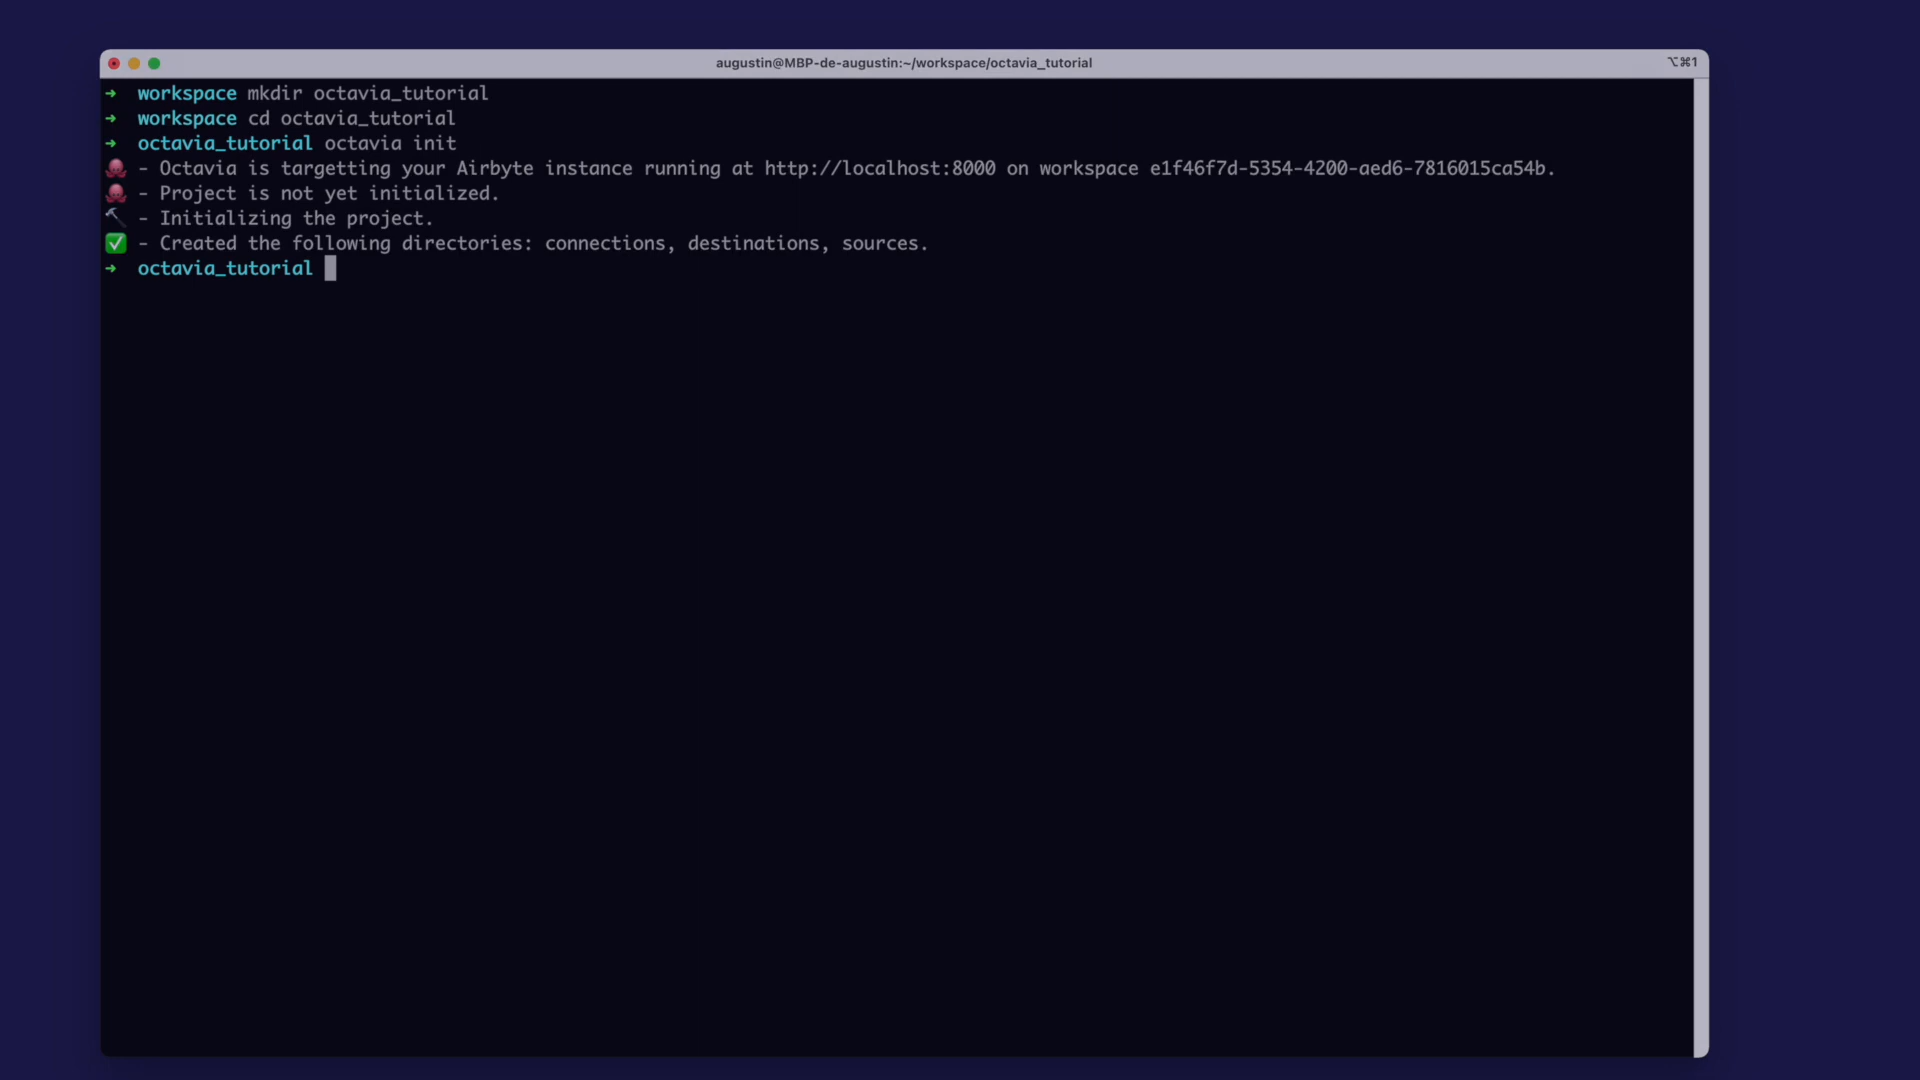 augustin@MBP-de-augustin:~/workspace/octavia_tutorial
⌥⌘1
➜ workspace mkdir octavia_tutorial
➜ workspace cd octavia_tutorial
➜ octavia_tutorial octavia init
🐙 - Octavia is targetting your Airbyte instance running at http://localhost:8000 on workspace e1f46f7d-5354-4200-aed6-7816015ca54b.
🐙 - Project is not yet initialized.
🔨 - Initializing the project.
✅ - Created the following directories: connections, destinations, sources.
➜ octavia_tutorial